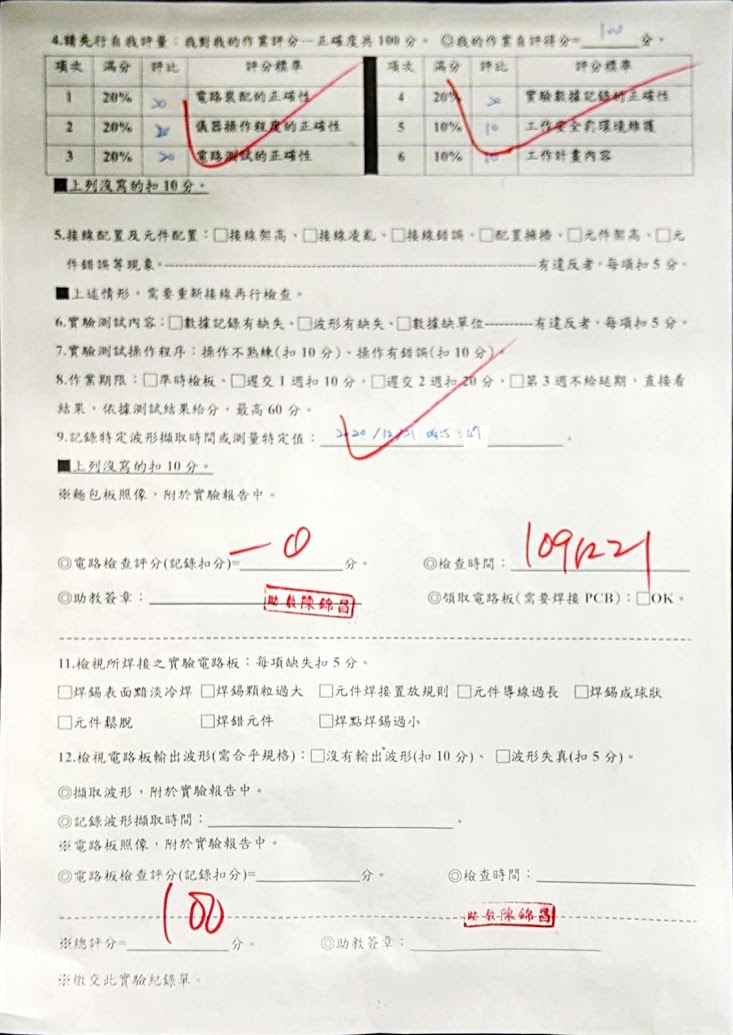 4.請先行自我評量：我對我的作業評分—正確度共100分。 ◎我的作業自評得分=100分。
項次 滿分 評比 評分標準 項次 滿分 評比 評分標準
1 20% 20 電路裝配的正確性 4 20% 20 實驗數據記錄的正確性
2 20% 20 儀器操作程度的正確性 5 10% 10 工作安全與環境維護
3 20% 20 電路測試的正確性 6 10% 10 工作計畫內容
■上列沒寫的扣10分。
5.接線配置及元件配置：□接線架高、□接線凌亂、□接線錯誤、□配置擁擠、□元件架高、□元
件錯誤等現象。----------有違反者，每項扣5分。
■上述情形，需要重新接線再行檢查。
6.實驗測試內容：□數據記錄有缺失、□波形有缺失、□數據缺單位----------有違反者，每項扣5分。
7.實驗測試操作程序：操作不熟練(扣10分)、操作有錯誤(扣10分)。
8.作業期限：□準時檢板、□遲交1週扣10分，□遲交2週扣20分。□第3週不給延期，直接看
結果，依據測試結果給分，最高60分。
9.記錄特定波形擷取時間或測量特定值：2020/12/21。
■上列沒寫的扣10分。
※麵包板照像，附於實驗報告中。
◎電路檢查評分(記錄扣分)=-0分。 ◎檢查時間：1091221
◎助教簽章： 助教陳錦昌 ◎領取電路板(需要焊接PCB)：□OK。
11.檢視所焊接之實驗電路板：每項缺失扣5分。
□焊錫表面黯淡冷焊 □焊錫顆粒過大 □元件焊接置放規則 □元件導線過長 □焊錫成球狀
□元件鬆脫 □焊錯元件 □焊點焊錫過小
12.檢視電路板輸出波形(需合乎規格)：□沒有輸出波形(扣10分)、 □波形失真(扣5分)。
◎擷取波形，附於實驗報告中。
◎記錄波形擷取時間：。
※電路板照像，附於實驗報告中。
◎電路板檢查評分(記錄扣分)=分。 ◎檢查時間：
※總評分=100分。 ◎助教簽章： 助教陳錦昌
※繳交此實驗紀錄單。